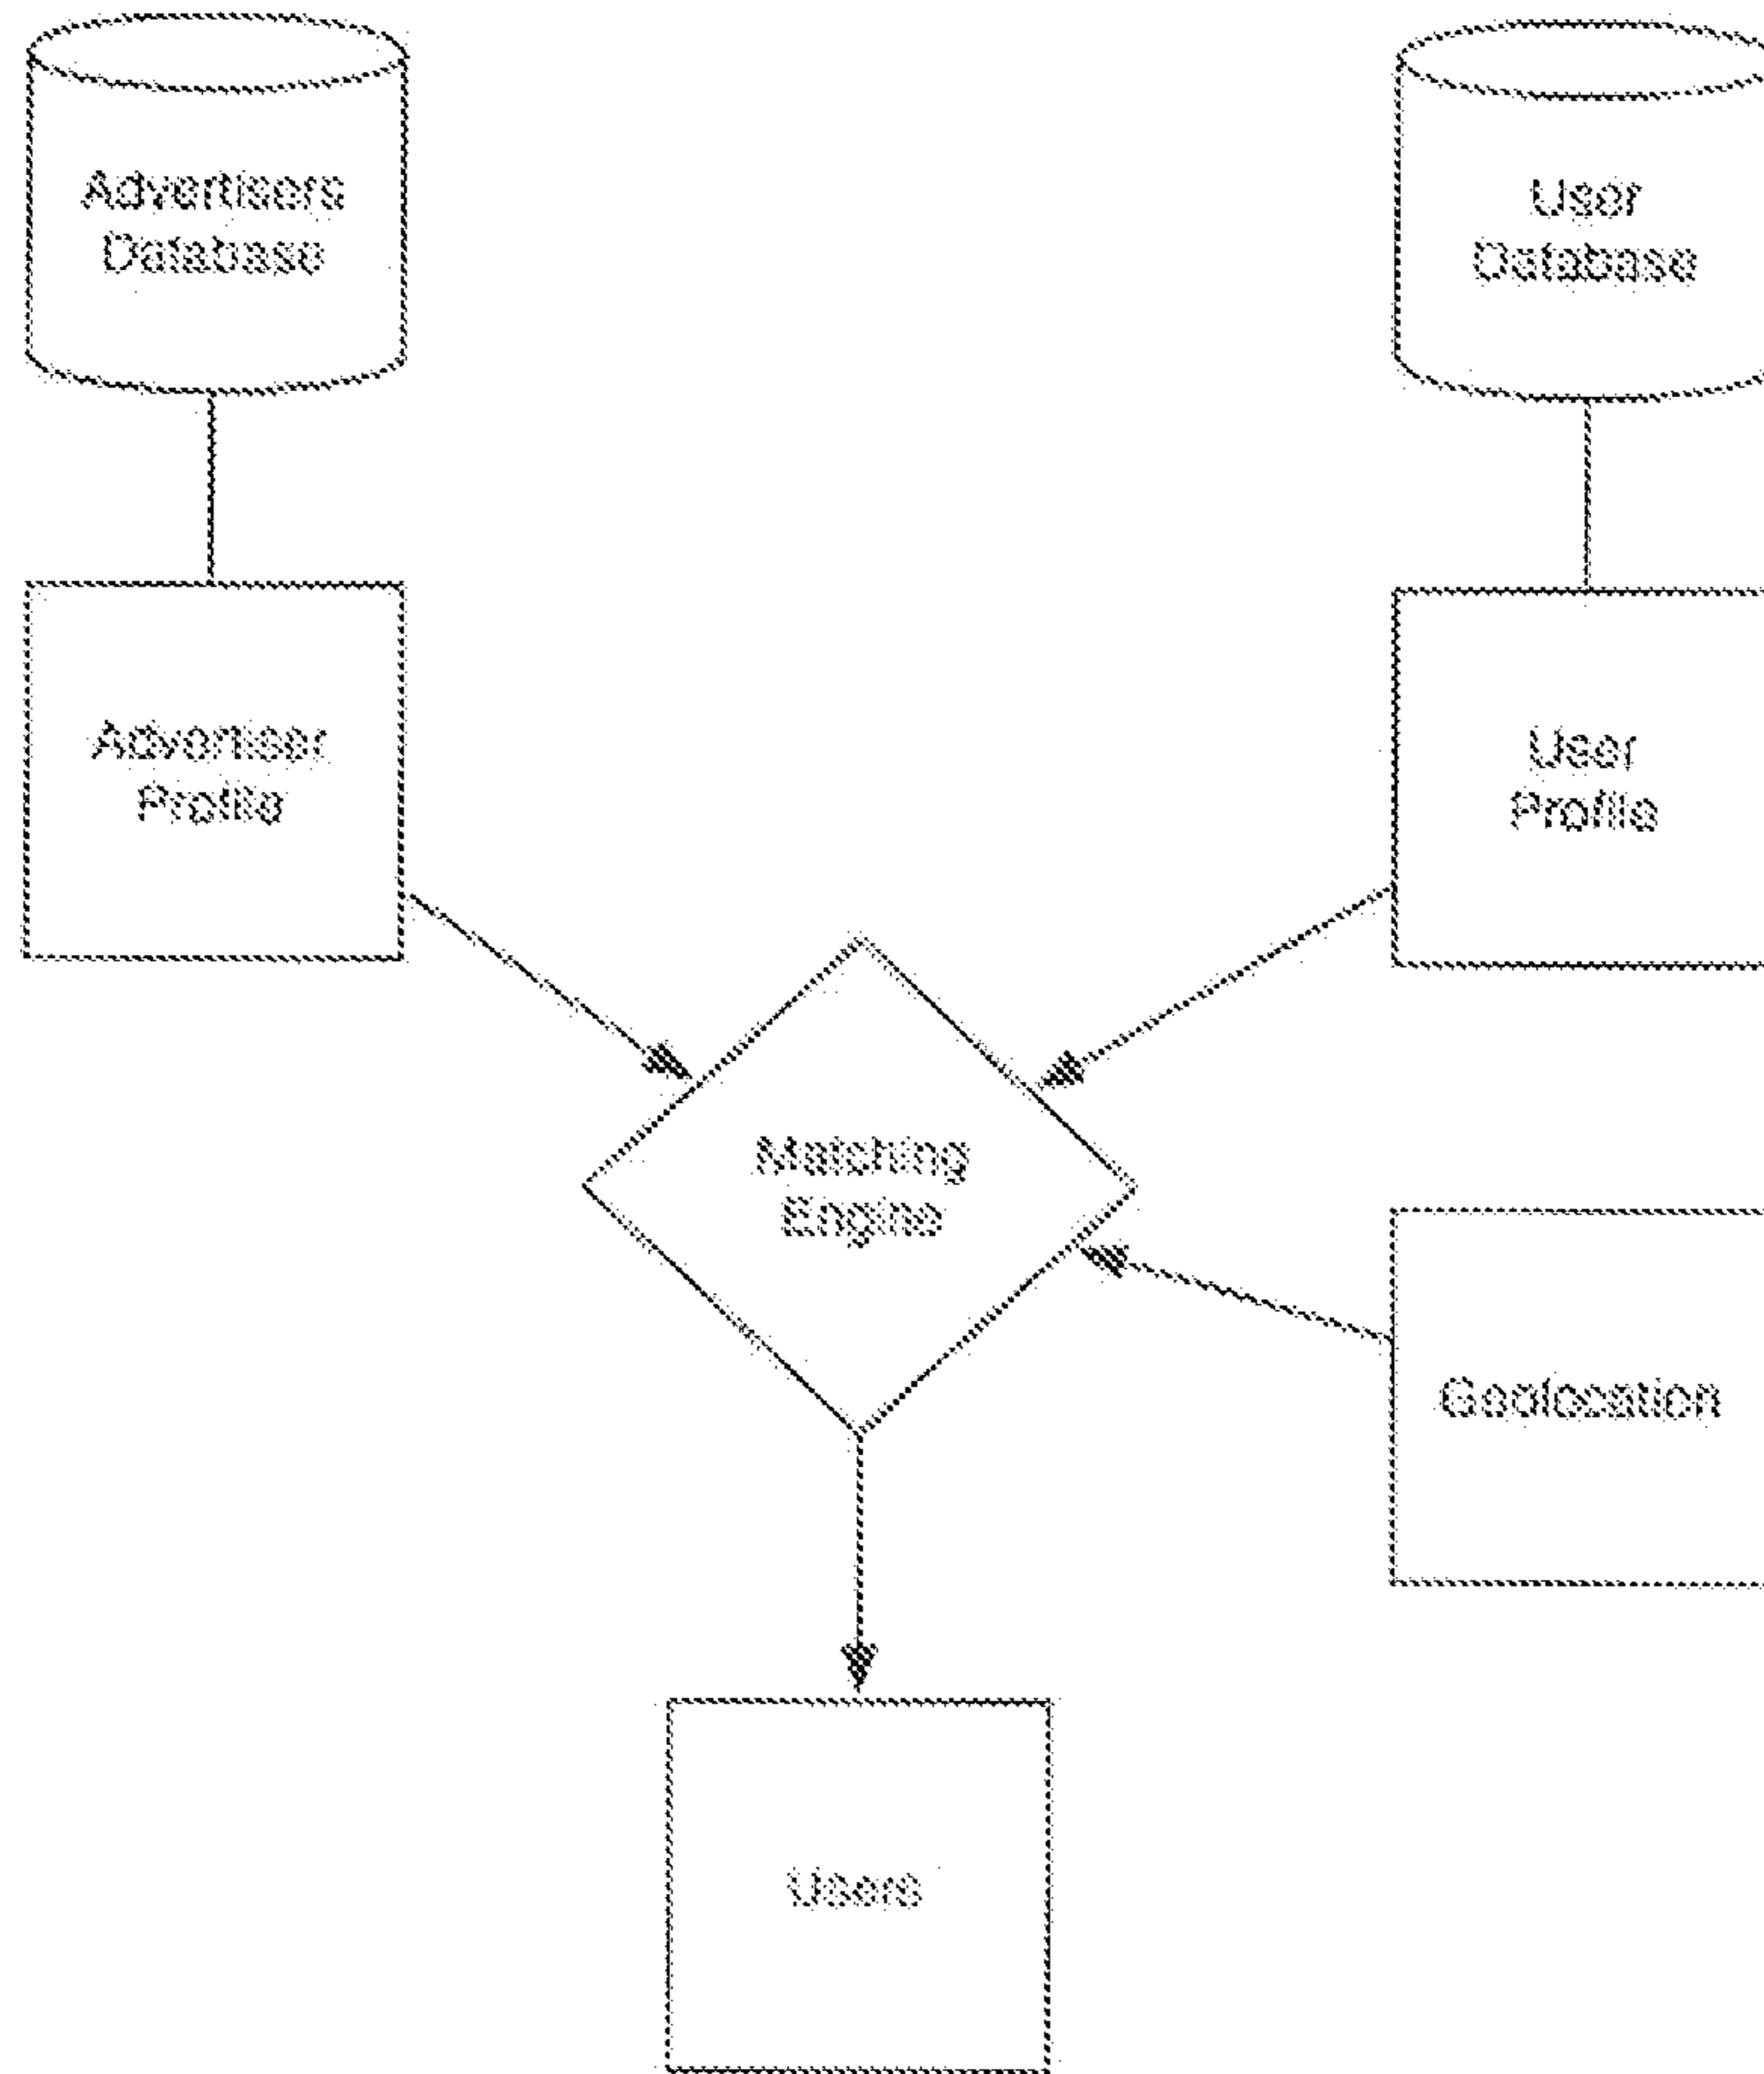 Advertisers
Database
User
Database
Advertiser
Profile
User
Profile
Matching
Engine
Geolocation
Users